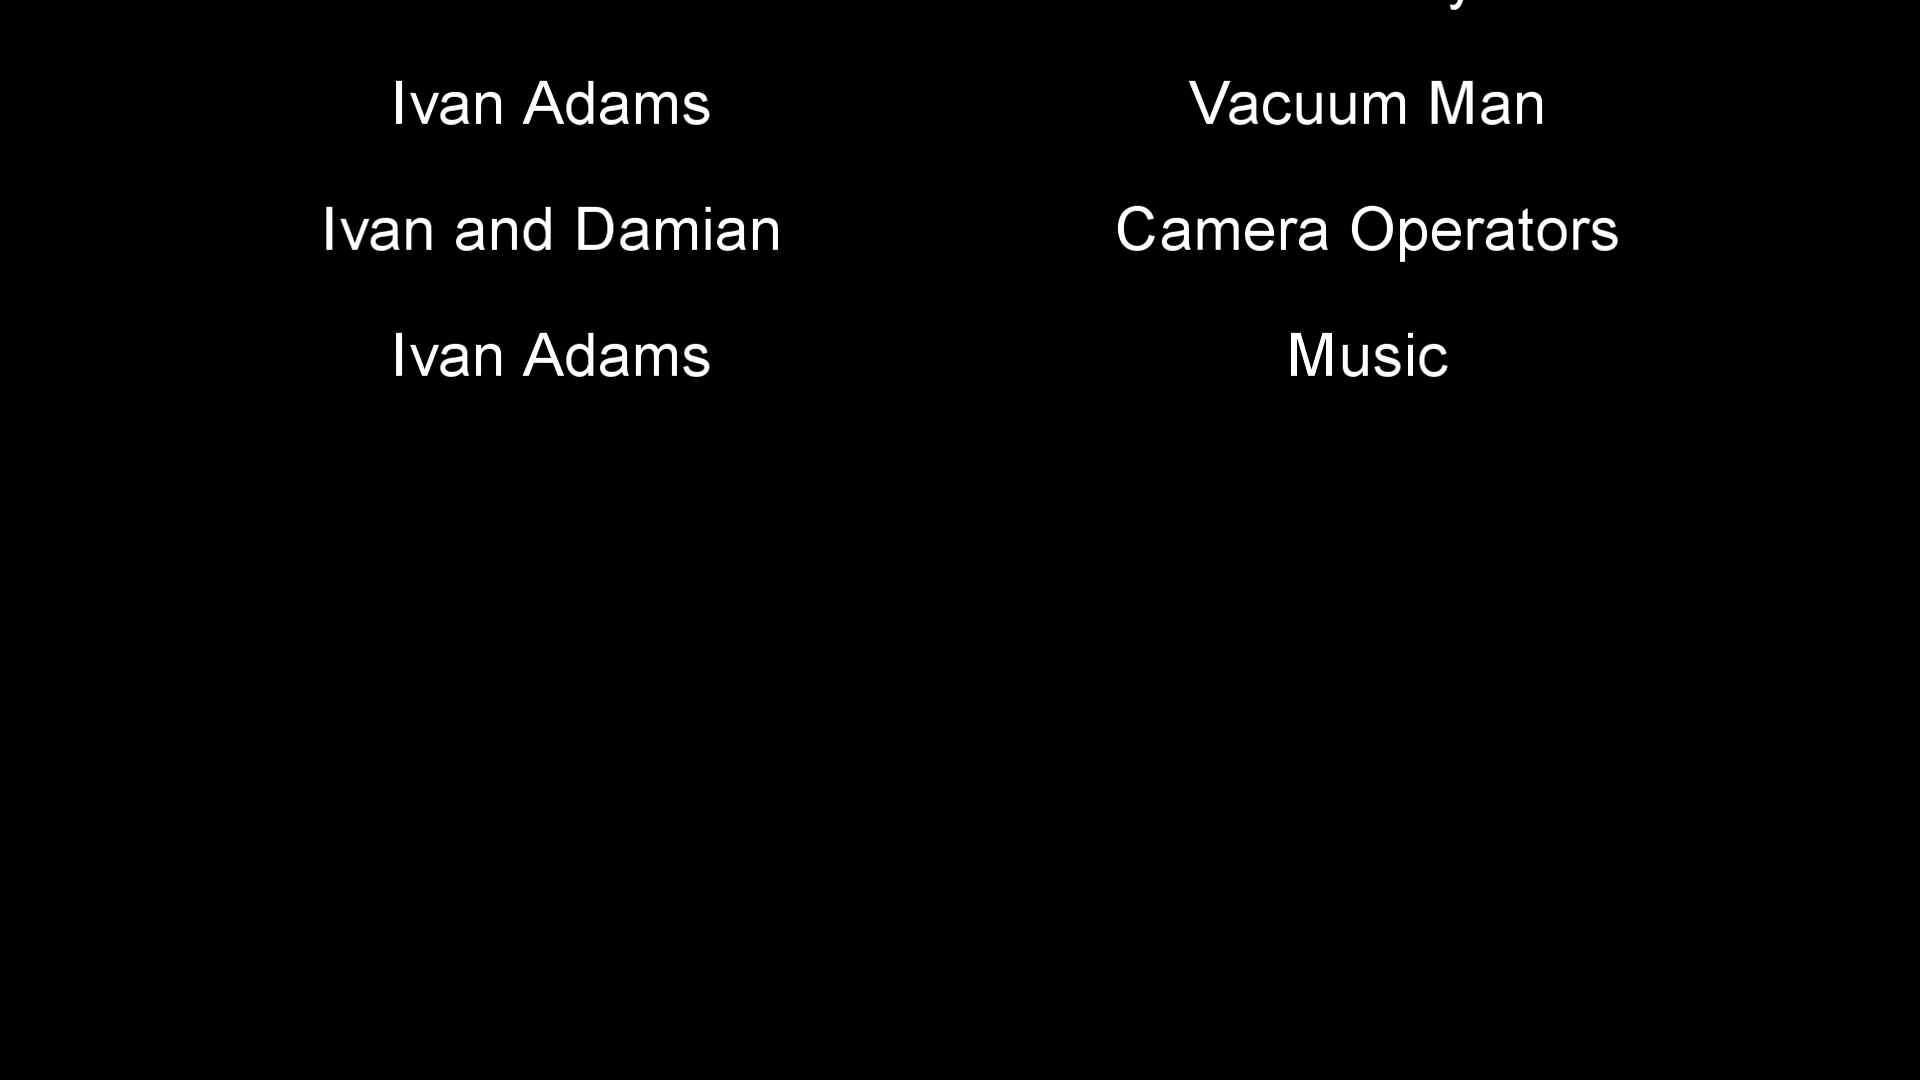 Ivan Adams Vacuum Man
Ivan and Damian Camera Operators
Ivan Adams Music